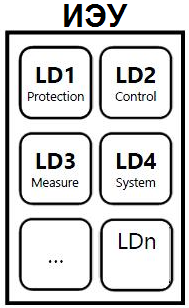 ИЭУ
LD1 LD2
Protection Control
LD3 LD4
Measure System
... LDn